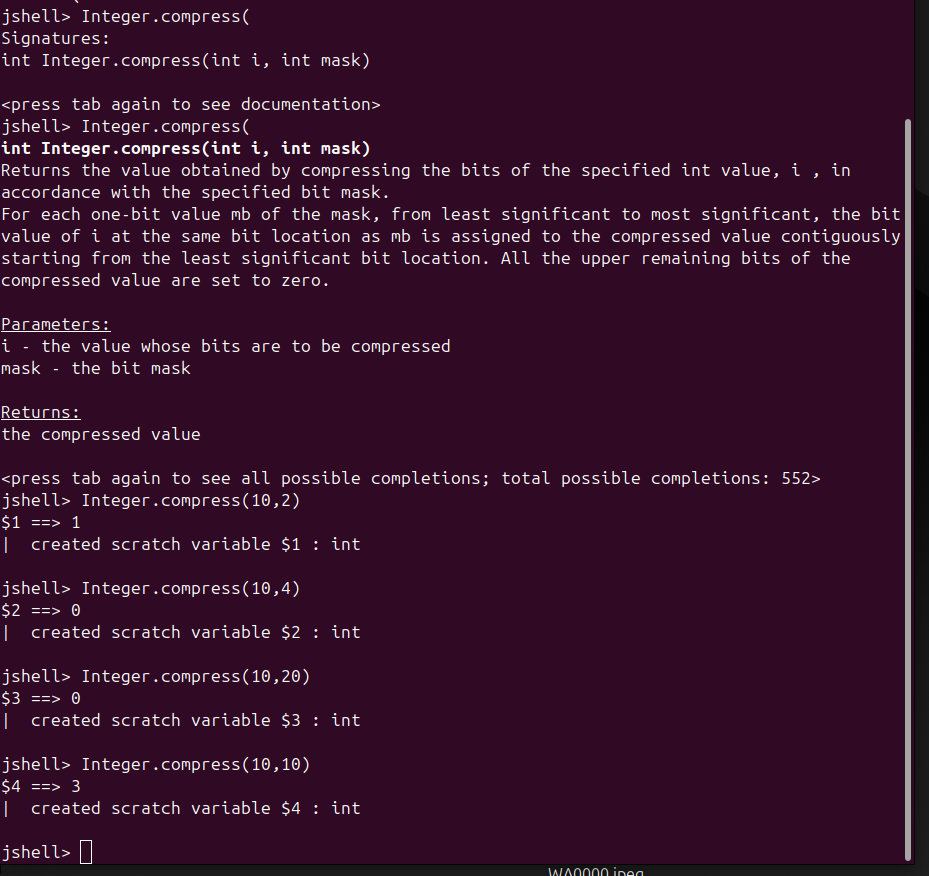 jshell> Integer.compress(
Signatures:
int Integer.compress(int i, int mask)
<press tab again to see documentation>
jshell> Integer.compress(
int Integer.compress(int i, int mask)
Returns the value obtained by compressing the bits of the specified int value, i , in
accordance with the specified bit mask.
For each one-bit value mb of the mask, from least significant to most significant, the bit
value of i at the same bit location as mb is assigned to the compressed value contiguously
starting from the least significant bit location. All the upper remaining bits of the
compressed value are set to zero.
Parameters:
i - the value whose bits are to be compressed
mask - the bit mask
Returns:
the compressed value
<press tab again to see all possible completions; total possible completions: 552>
jshell> Integer.compress(10,2)
$1 ==> 1
|  created scratch variable $1 : int
jshell> Integer.compress(10,4)
$2 ==> 0
|  created scratch variable $2 : int
jshell> Integer.compress(10,20)
$3 ==> 0
|  created scratch variable $3 : int
jshell> Integer.compress(10,10)
$4 ==> 3
|  created scratch variable $4 : int
jshell>
WA0000.jpeg